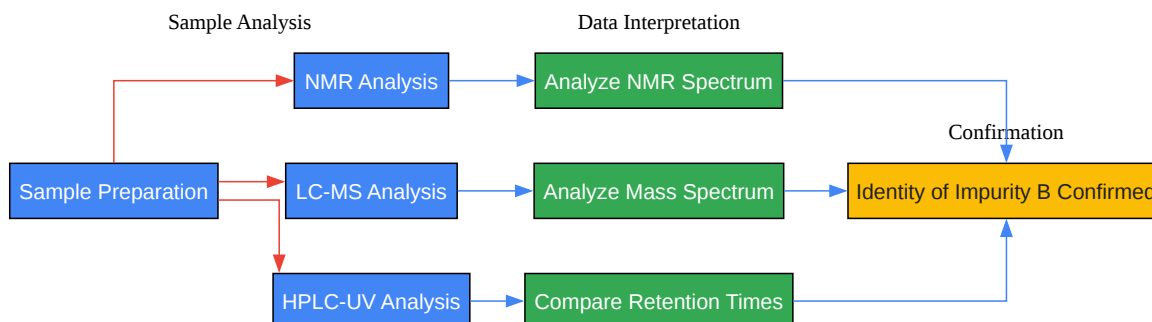 Sample Analysis
Data Interpretation
NMR Analysis
Analyze NMR Spectrum
Confirmation
Sample Preparation
LC-MS Analysis
Analyze Mass Spectrum
Identity of Impurity B Confirmed
HPLC-UV Analysis
Compare Retention Times